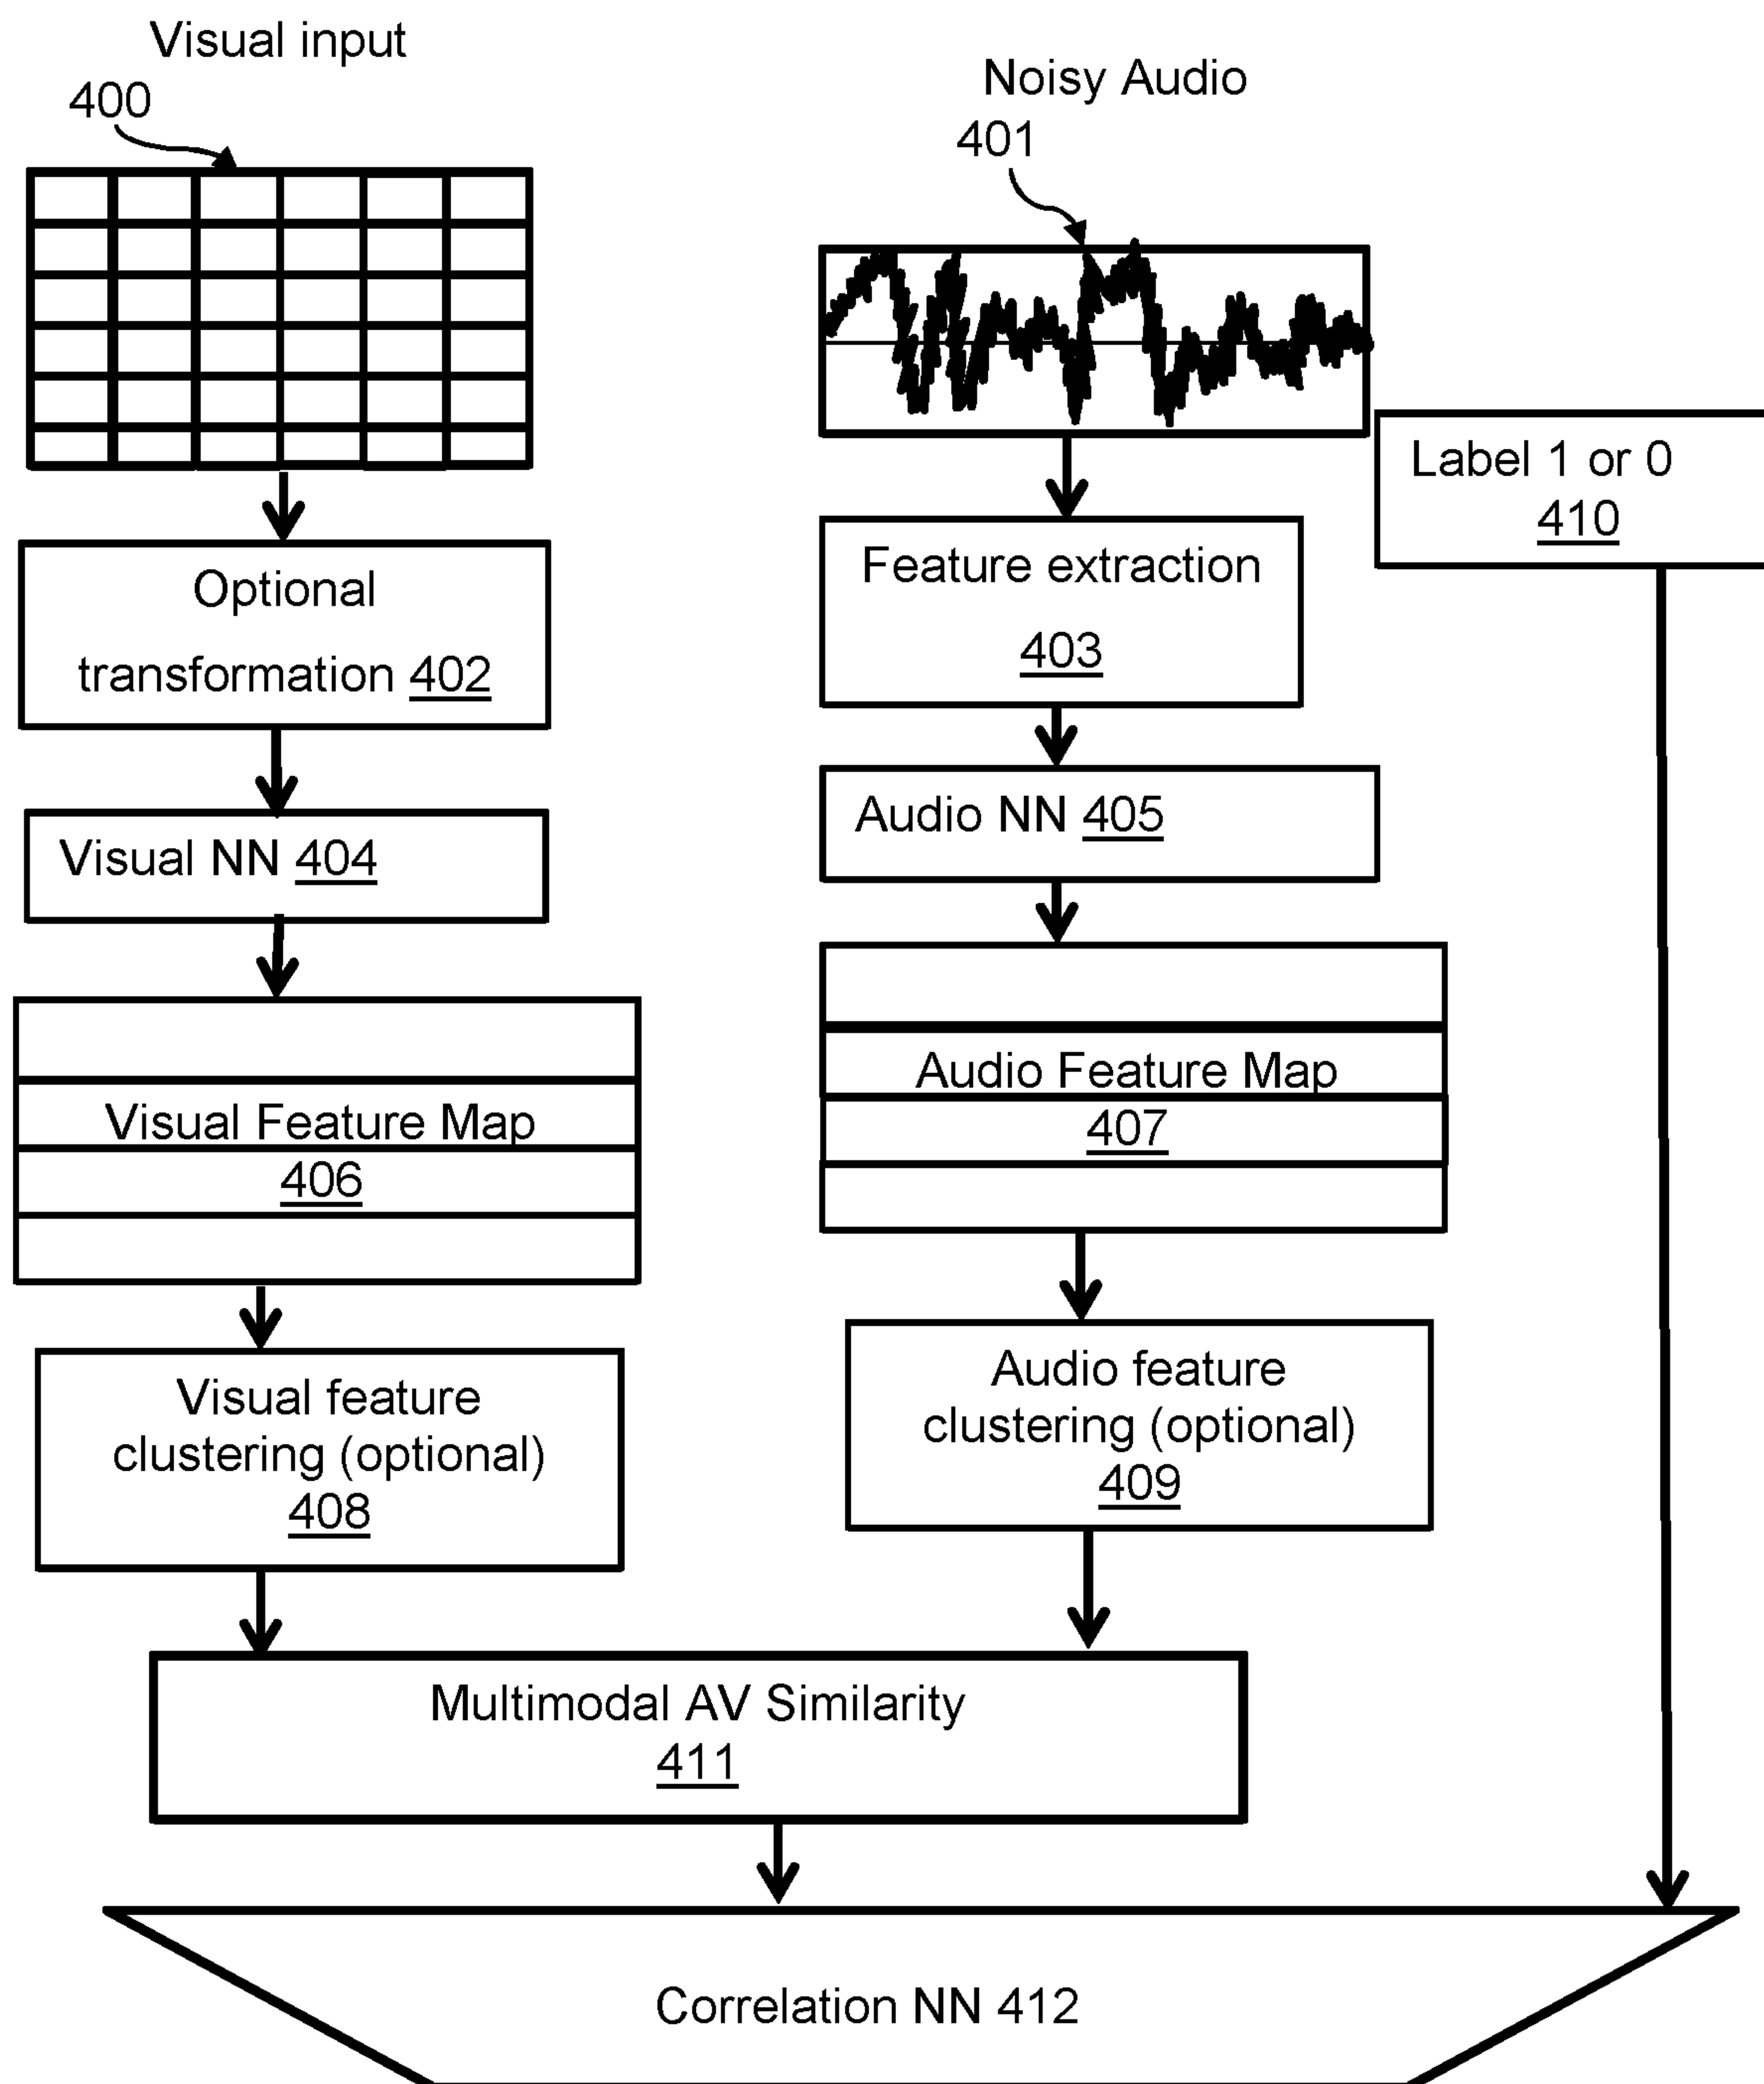 Visual input
400
Noisy Audio
401
Label 1 or 0
410
Optional
transformation 402
Feature extraction
403
Visual NN 404
Audio NN 405
Visual Feature Map
406
Audio Feature Map
407
Visual feature
clustering (optional)
408
Audio feature
clustering (optional)
409
Multimodal AV Similarity
411
Correlation NN 412